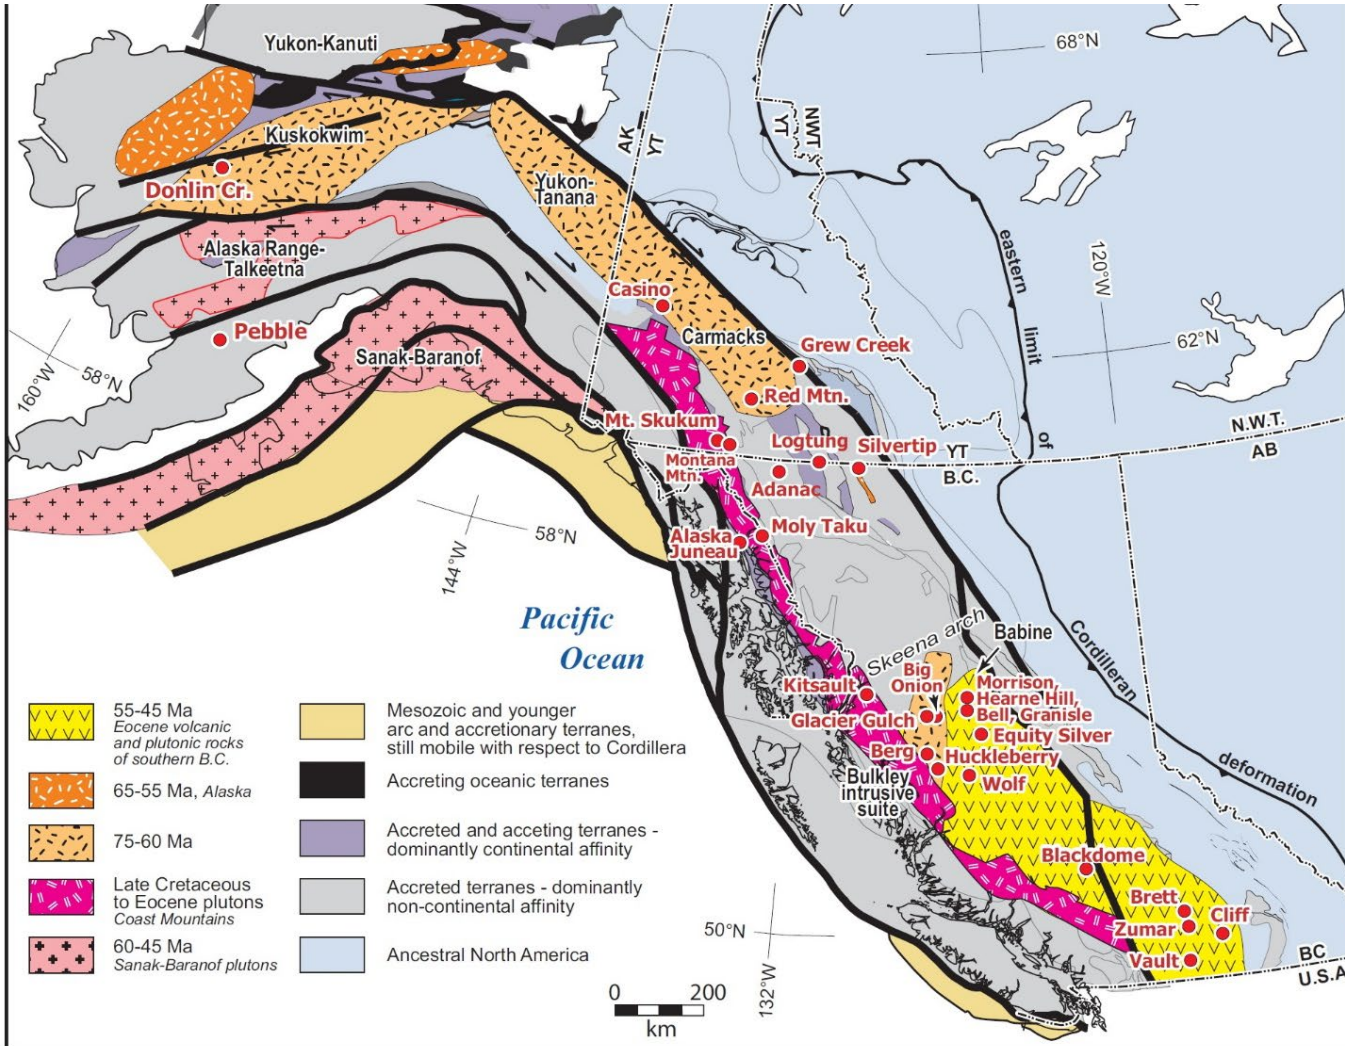 Yukon-Kanuti
68°N
NWT
YT
AK
YT
Kuskokwim
Donlin Cr.
Yukon-
Tanana
eastern
limit
of
Cordilleran
deformation
120°W
Alaska Range-
Talkeetna
Casino
Carmacks
Pebble
Sanak-Baranof
Grew Creek
62°N
58°N
160°W
Red Mtn.
Mt. Skukum
Logtung
Silvertip
YT
B.C.
N.W.T.
AB
Montana
Mtn.
Adanac
Moly Taku
Alaska
Juneau
58°N
144°W
Pacific
Ocean
Skeena arch
Babine
Big
Onion
Morrison,
Hearne Hill,
Bell, Granisle
Kitsault
Glacier Gulch
Equity Silver
Berg
Huckleberry
Wolf
Bulkley
intrusive
suite
Blackdome
Brett
Cliff
Zumar
Vault
BC
U.S.A
50°N
132°W
55-45 Ma
Eocene volcanic
and plutonic rocks
of southern B.C.
65-55 Ma, Alaska
75-60 Ma
Late Cretaceous
to Eocene plutons
Coast Mountains
60-45 Ma
Sanak-Baranof plutons
Mesozoic and younger
arc and accretionary terranes,
still mobile with respect to Cordillera
Accreting oceanic terranes
Accreted and acceting terranes -
dominantly continental affinity
Accreted terranes - dominantly
non-continental affinity
Ancestral North America
0 200
km